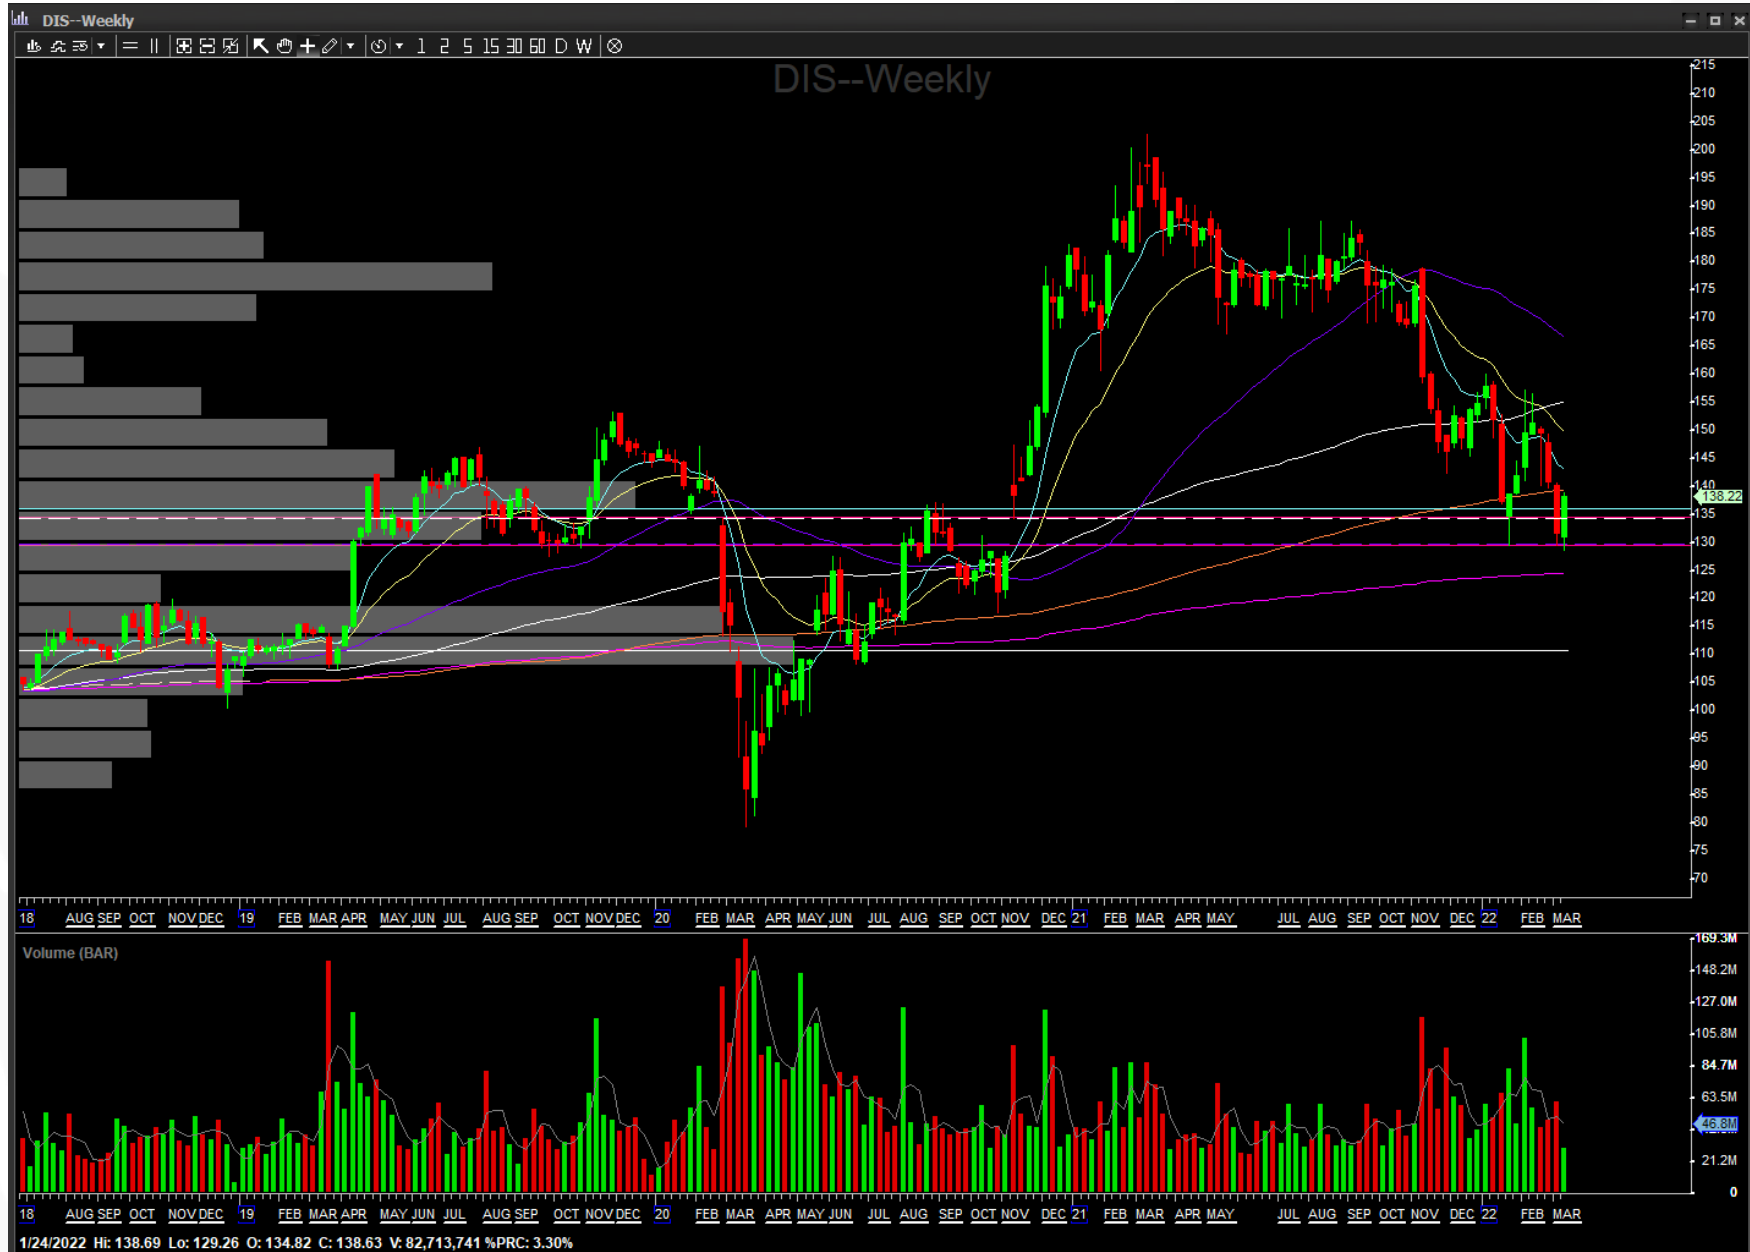 DIS--Weekly
1 2 5 15 30 60 D W
DIS--Weekly
215
210
205
200
195
190
185
180
175
170
165
160
155
150
145
140
138.22
135
130
125
120
115
110
105
100
95
90
85
80
75
70
18 AUG SEP OCT NOV DEC 19 FEB MAR APR MAY JUN JUL AUG SEP OCT NOV DEC 20 FEB MAR APR MAY JUN JUL AUG SEP OCT NOV DEC 21 FEB MAR APR MAY JUL AUG SEP OCT NOV DEC 22 FEB MAR
Volume (BAR)
169.3M
148.2M
127.0M
105.8M
84.7M
63.5M
46.8M
21.2M
0
18 AUG SEP OCT NOV DEC 19 FEB MAR APR MAY JUN JUL AUG SEP OCT NOV DEC 20 FEB MAR APR MAY JUN JUL AUG SEP OCT NOV DEC 21 FEB MAR APR MAY JUL AUG SEP OCT NOV DEC 22 FEB MAR
1/24/2022 Hi: 138.69 Lo: 129.26 O: 134.82 C: 138.63 V: 82,713,741 %PRC: 3.30%